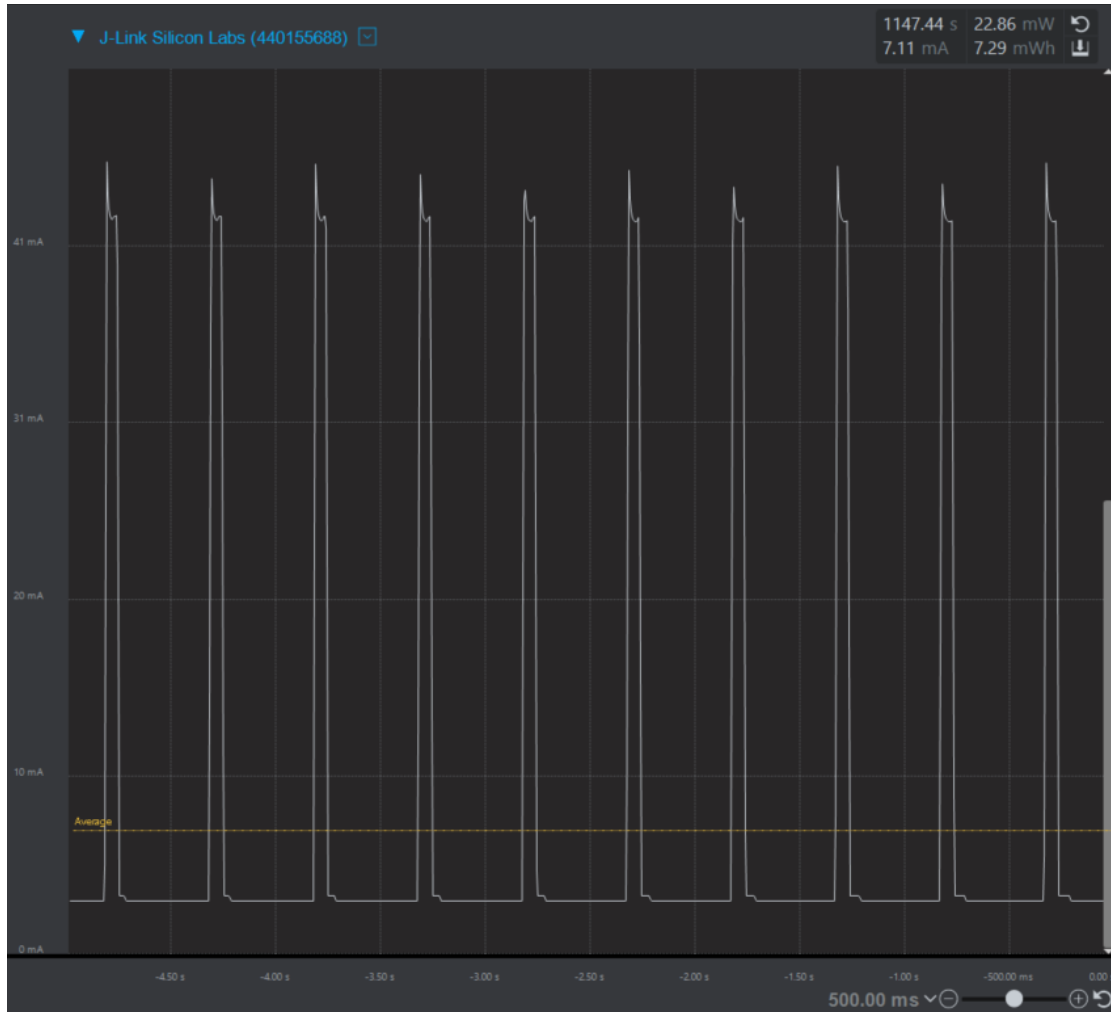 J-Link Silicon Labs (440155688)
1147.44 s 22.86 mW
7.11 mA 7.29 mWh
41 mA
31 mA
20 mA
10 mA
Average
0 mA
-4.50 s -4.00 s -3.50 s -3.00 s -2.50 s -2.00 s -1.50 s -1.00 s -500.00 ms 0.00
500.00 ms